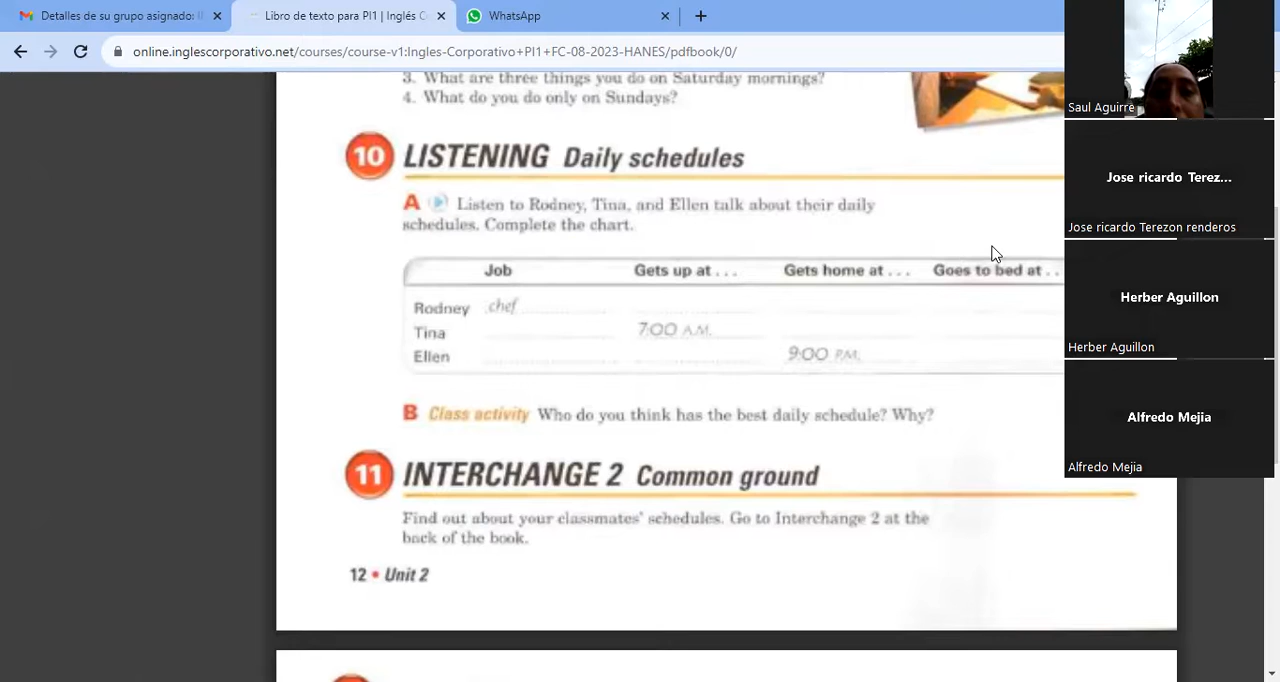 Detalles de su grupo asignado: I
Libro de texto para PI1 | Inglés C
WhatsApp
online.inglescorporativo.net/courses/course-v1:Ingles-Corporativo+PI1+FC-08-2023-HANES/pdfbook/0/
3. What are three things you do on Saturday mornings?
4. What do you do only on Sundays?
10 LISTENING Daily schedules
A Listen to Rodney, Tina, and Ellen talk about their daily
schedules. Complete the chart.
Job Gets up at . . . Gets home at . . . Goes to bed at . .
Rodney chef
Tina 7:00 A.M.
Ellen 9:00 P.M.
B Class activity Who do you think has the best daily schedule? Why?
11 INTERCHANGE 2 Common ground
Find out about your classmates' schedules. Go to Interchange 2 at the
back of the book.
12 • Unit 2
Saul Aguirre
Jose ricardo Terez...
Jose ricardo Terezon renderos
Herber Aguillon
Herber Aguillon
Alfredo Mejia
Alfredo Mejia